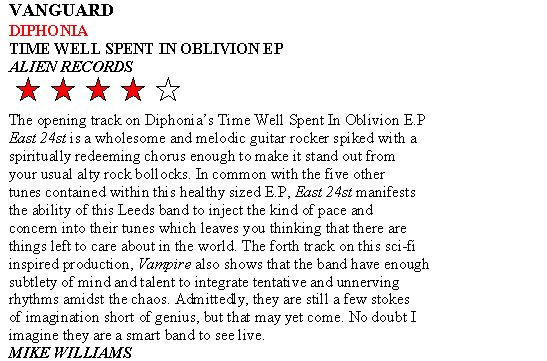 VANGUARD
DIPHONIA
TIME WELL SPENT IN OBLIVION EP
ALIEN RECORDS
The opening track on Diphonia's Time Well Spent In Oblivion E.P
East 24st is a wholesome and melodic guitar rocker spiked with a
spiritually redeeming chorus enough to make it stand out from
your usual alty rock bollocks. In common with the five other
tunes contained within this healthy sized E.P, East 24st manifests
the ability of this Leeds band to inject the kind of pace and
concern into their tunes which leaves you thinking that there are
things left to care about in the world. The forth track on this sci-fi
inspired production, Vampire also shows that the band have enough
subtlety of mind and talent to integrate tentative and unnerving
rhythms amidst the chaos. Admittedly, they are still a few stokes
of imagination short of genius, but that may yet come. No doubt I
imagine they are a smart band to see live.
MIKE WILLIAMS